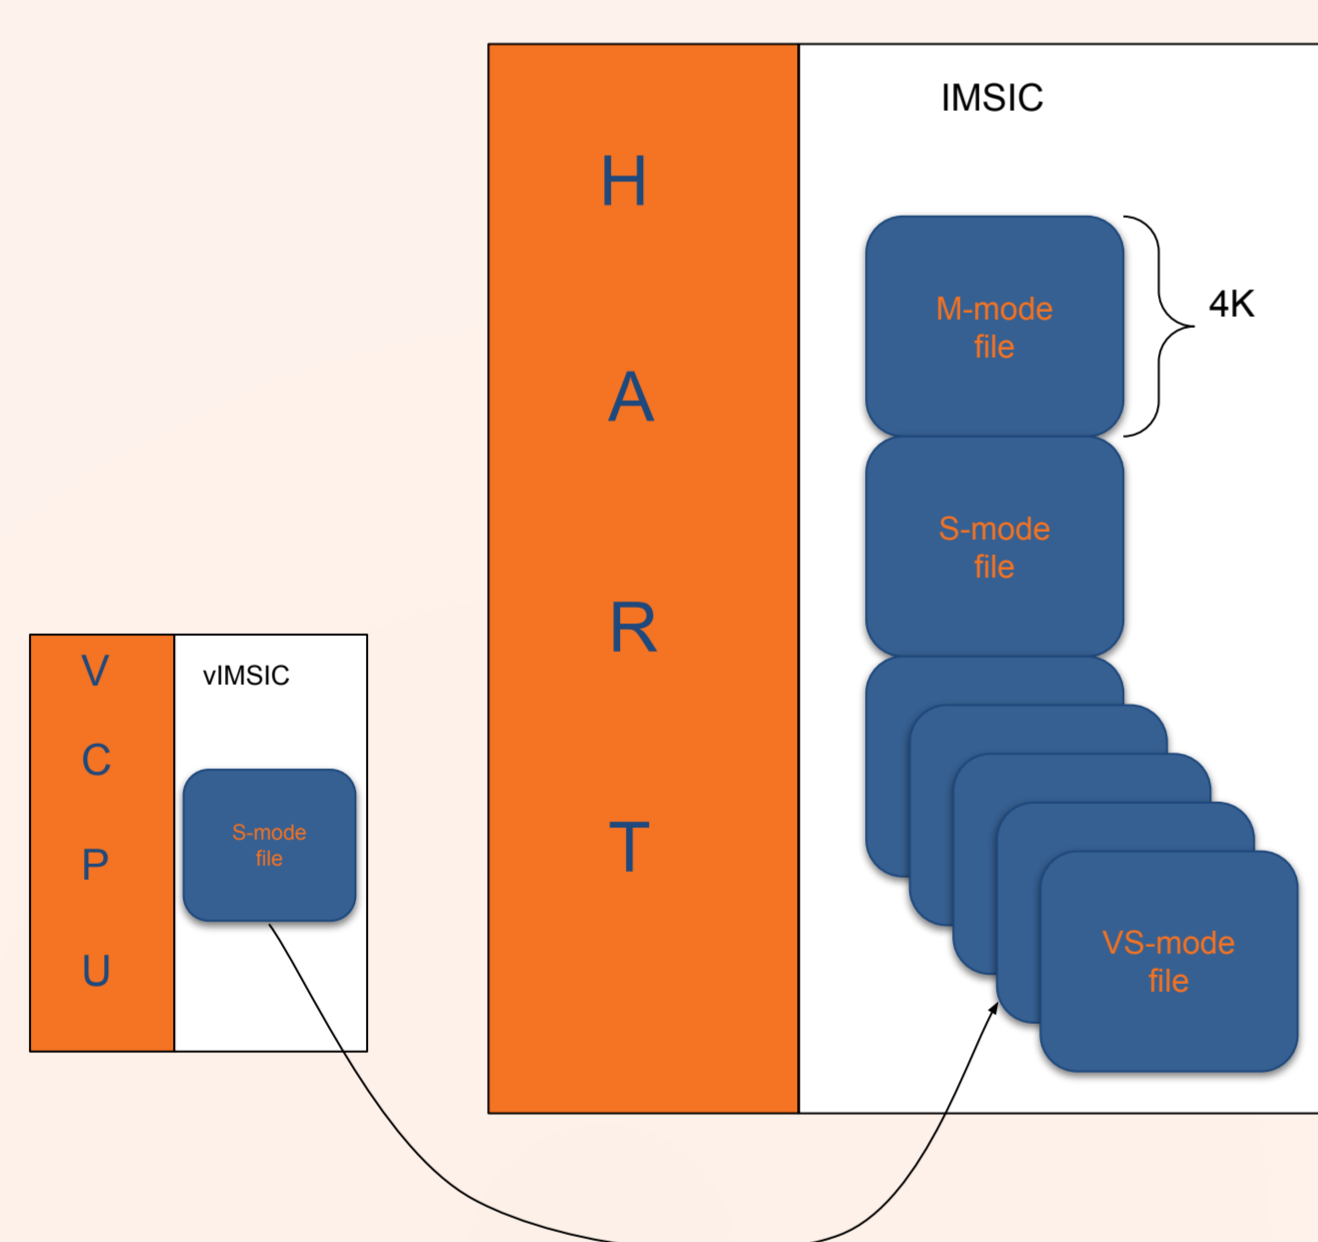 V
C
P
U
vIMSIC
S-mode
file
H
A
R
T
IMSIC
M-mode
file
4K
S-mode
file
VS-mode
file